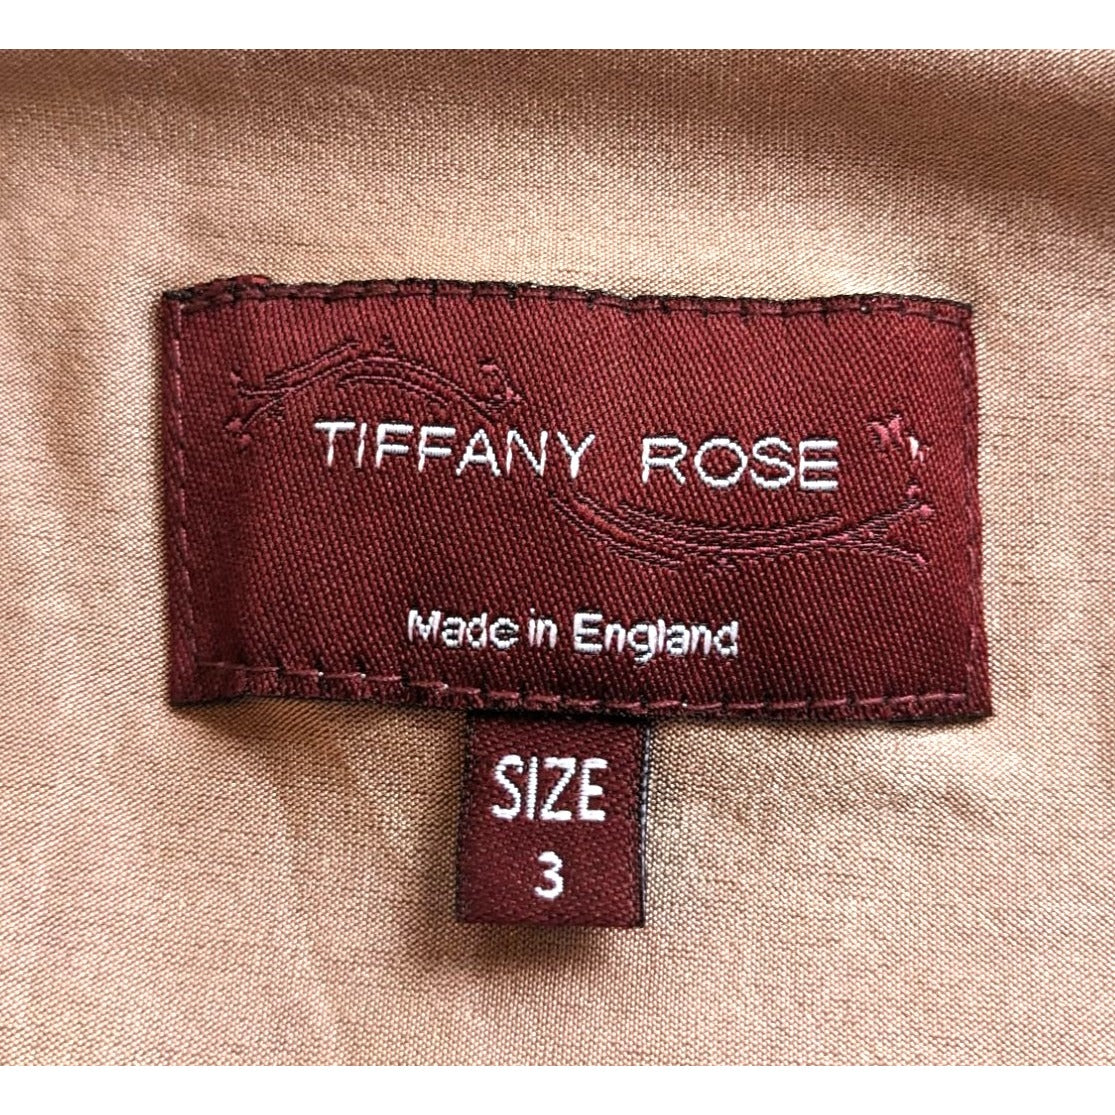 TIFFANY ROSE
Made in England
SIZE
3